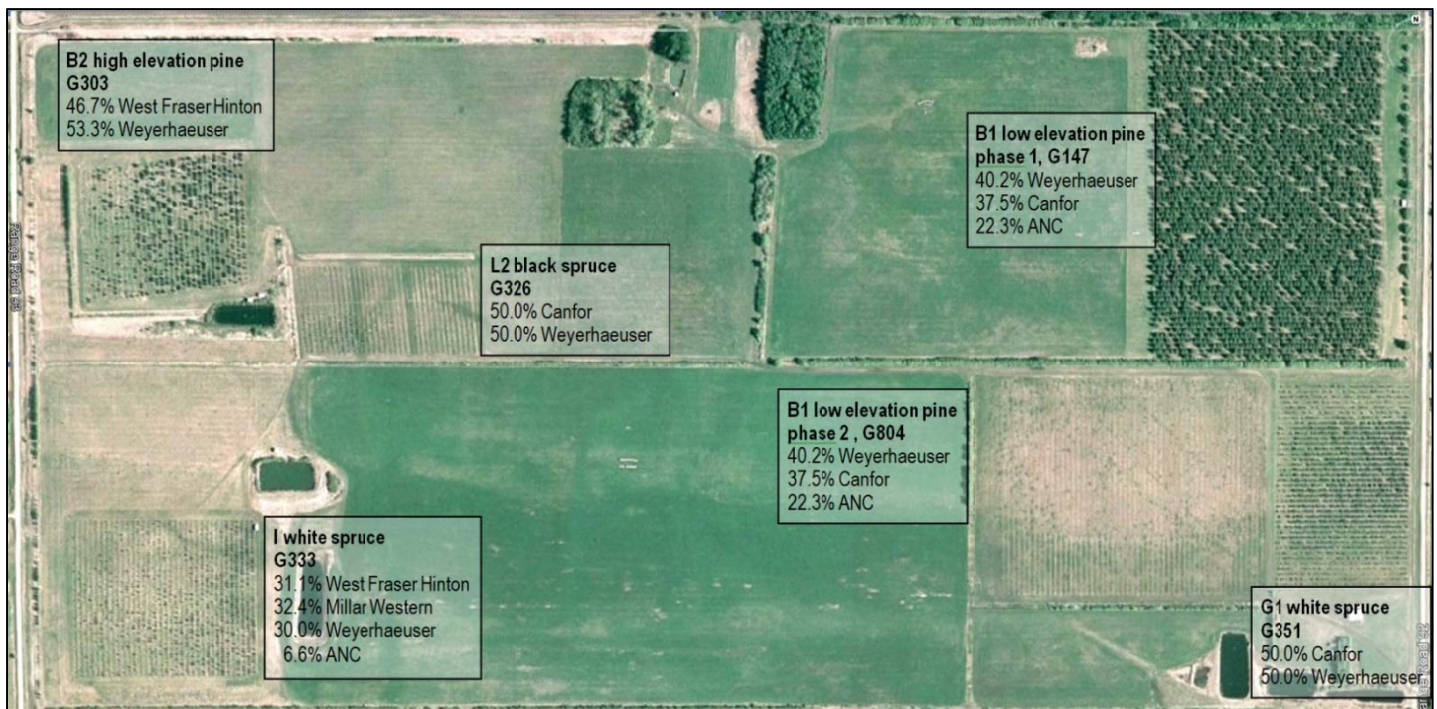 B2 high elevation pine
G303
46.7% West Fraser Hinton
53.3% Weyerhaeuser
B1 low elevation pine
phase 1, G147
40.2% Weyerhaeuser
37.5% Canfor
22.3% ANC
L2 black spruce
G326
50.0% Canfor
50.0% Weyerhaeuser
B1 low elevation pine
phase 2 , G804
40.2% Weyerhaeuser
37.5% Canfor
22.3% ANC
I white spruce
G333
31.1% West Fraser Hinton
32.4% Millar Western
30.0% Weyerhaeuser
6.6% ANC
G1 white spruce
G351
50.0% Canfor
50.0% Weyerhaeuser
N